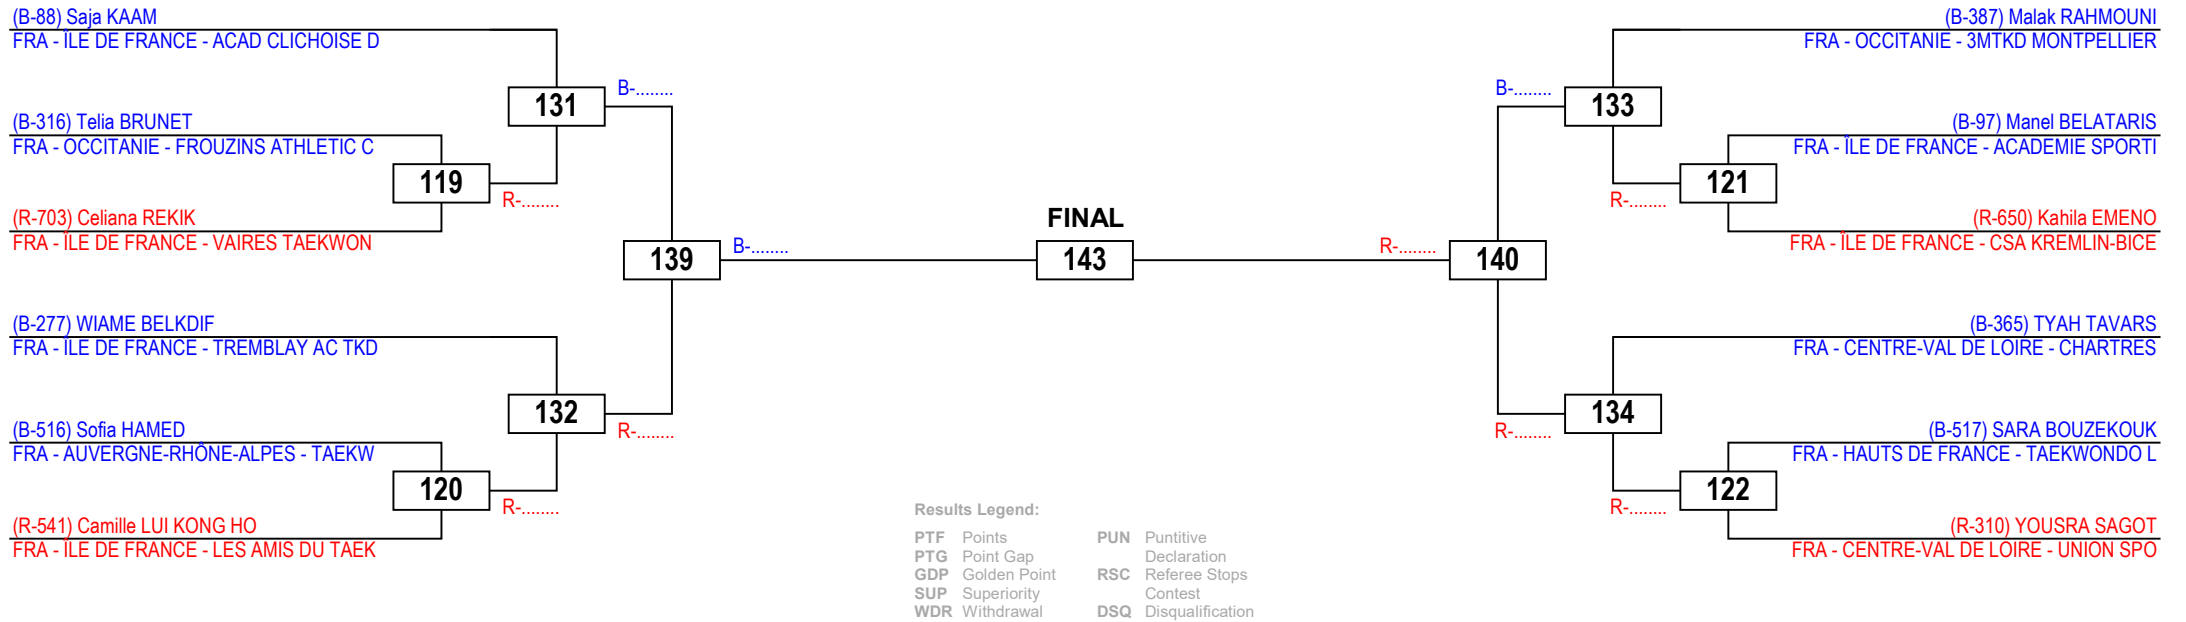 (B-88) Saja KAAM
FRA - ÎLE DE FRANCE - ACAD CLICHOISE D
131
B-........
(B-316) Telia BRUNET
FRA - OCCITANIE - FROUZINS ATHLETIC C
119
R-........
(R-703) Celiana REKIK
FRA - ÎLE DE FRANCE - VAIRES TAEKWON
139
B-........
(B-277) WIAME BELKDIF
FRA - ÎLE DE FRANCE - TREMBLAY AC TKD
132
R-........
(B-516) Sofia HAMED
FRA - AUVERGNE-RHÔNE-ALPES - TAEKW
120
R-........
(R-541) Camille LUI KONG HO
FRA - ÎLE DE FRANCE - LES AMIS DU TAEK
FINAL
143
(B-387) Malak RAHMOUNI
FRA - OCCITANIE - 3MTKD MONTPELLIER
B-........
133
(B-97) Manel BELATARIS
FRA - ÎLE DE FRANCE - ACADEMIE SPORTI
121
R-........
(R-650) Kahila EMENO
FRA - ÎLE DE FRANCE - CSA KREMLIN-BICE
R-........
140
(B-365) TYAH TAVARS
FRA - CENTRE-VAL DE LOIRE - CHARTRES
134
R-........
(B-517) SARA BOUZEKOUK
FRA - HAUTS DE FRANCE - TAEKWONDO L
122
R-........
(R-310) YOUSRA SAGOT
FRA - CENTRE-VAL DE LOIRE - UNION SPO
Results Legend:
PTF Points
PTG Point Gap
GDP Golden Point
SUP Superiority
WDR Withdrawal
PUN Puntitive
Declaration
RSC Referee Stops
Contest
DSQ Disqualification